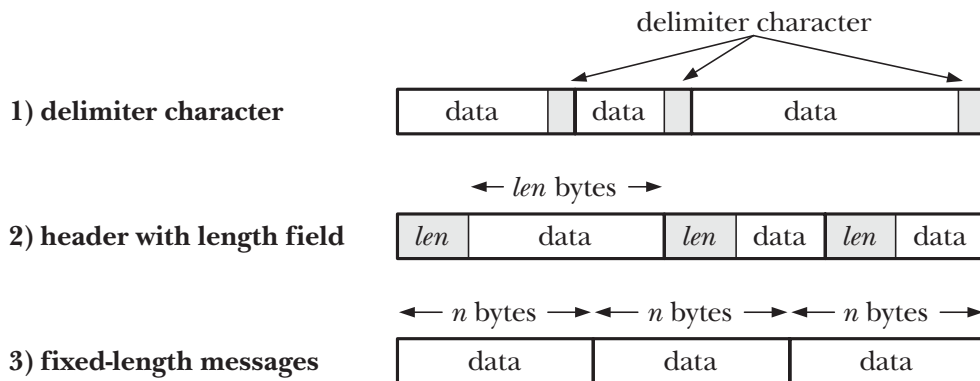 delimiter character
1) delimiter character data data data
len bytes
2) header with length field len data len data len data
n bytes n bytes n bytes
3) fixed-length messages data data data